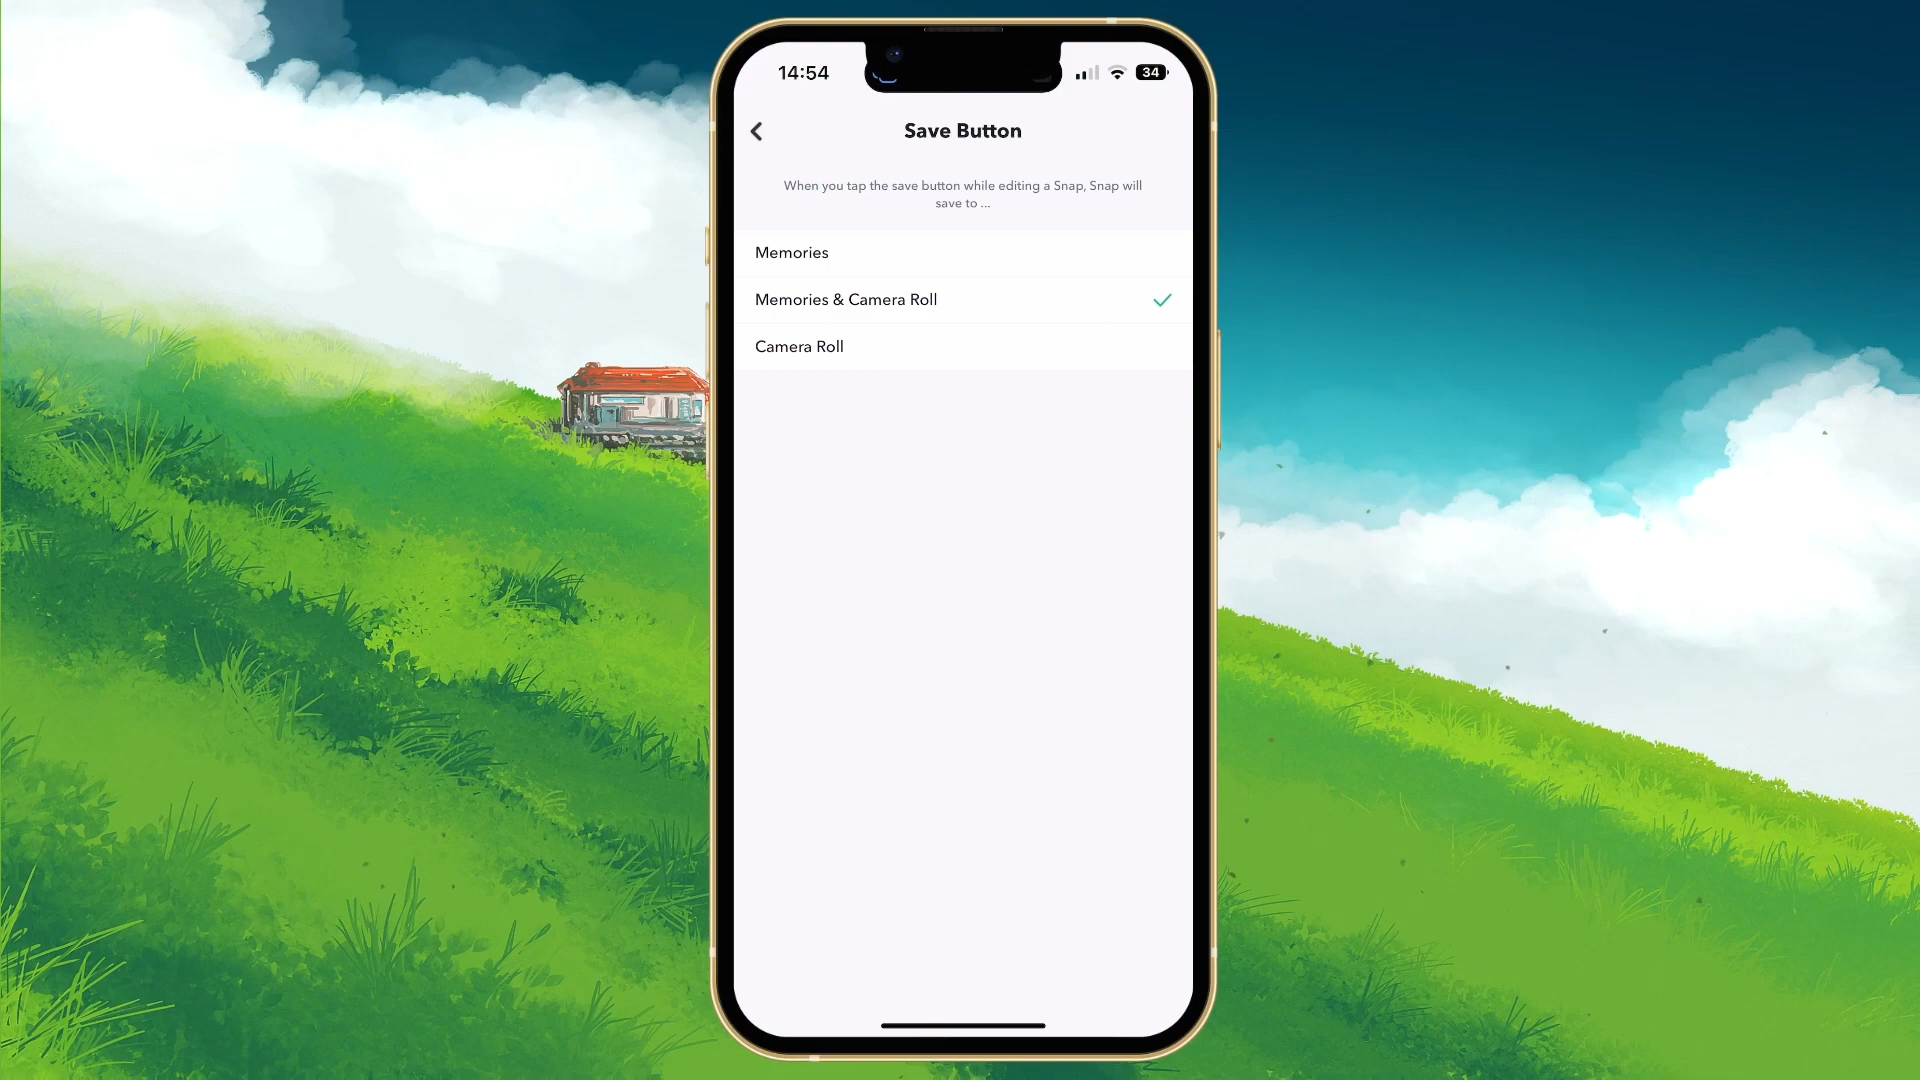 14:54
34
Save Button
When you tap the save button while editing a Snap, Snap will
save to ...
Memories
Memories & Camera Roll
Camera Roll